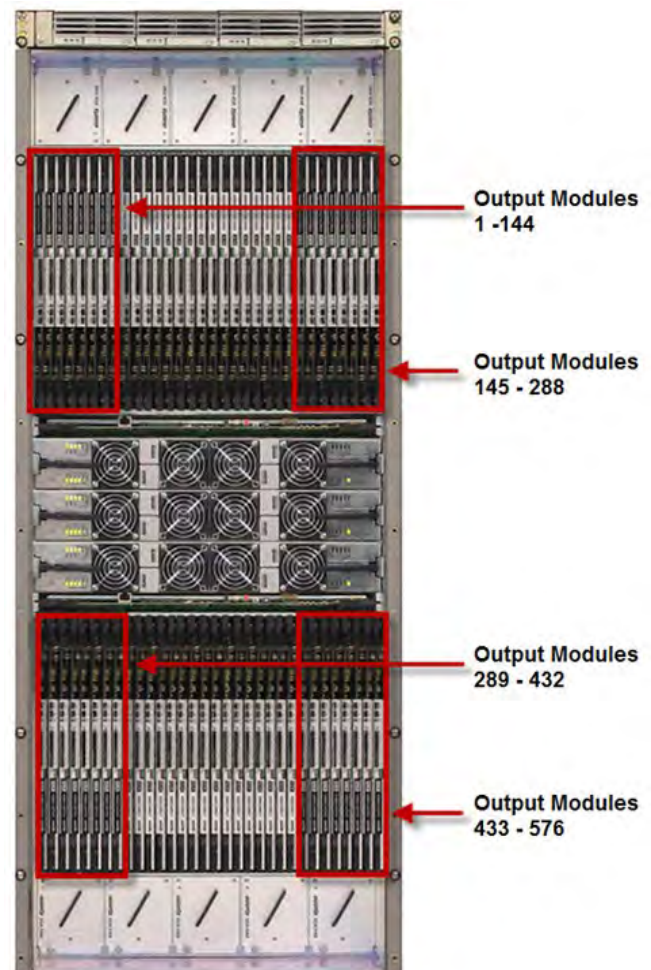 Output Modules
1 -144
Output Modules
145 - 288
Output Modules
289 - 432
Output Modules
433 - 576